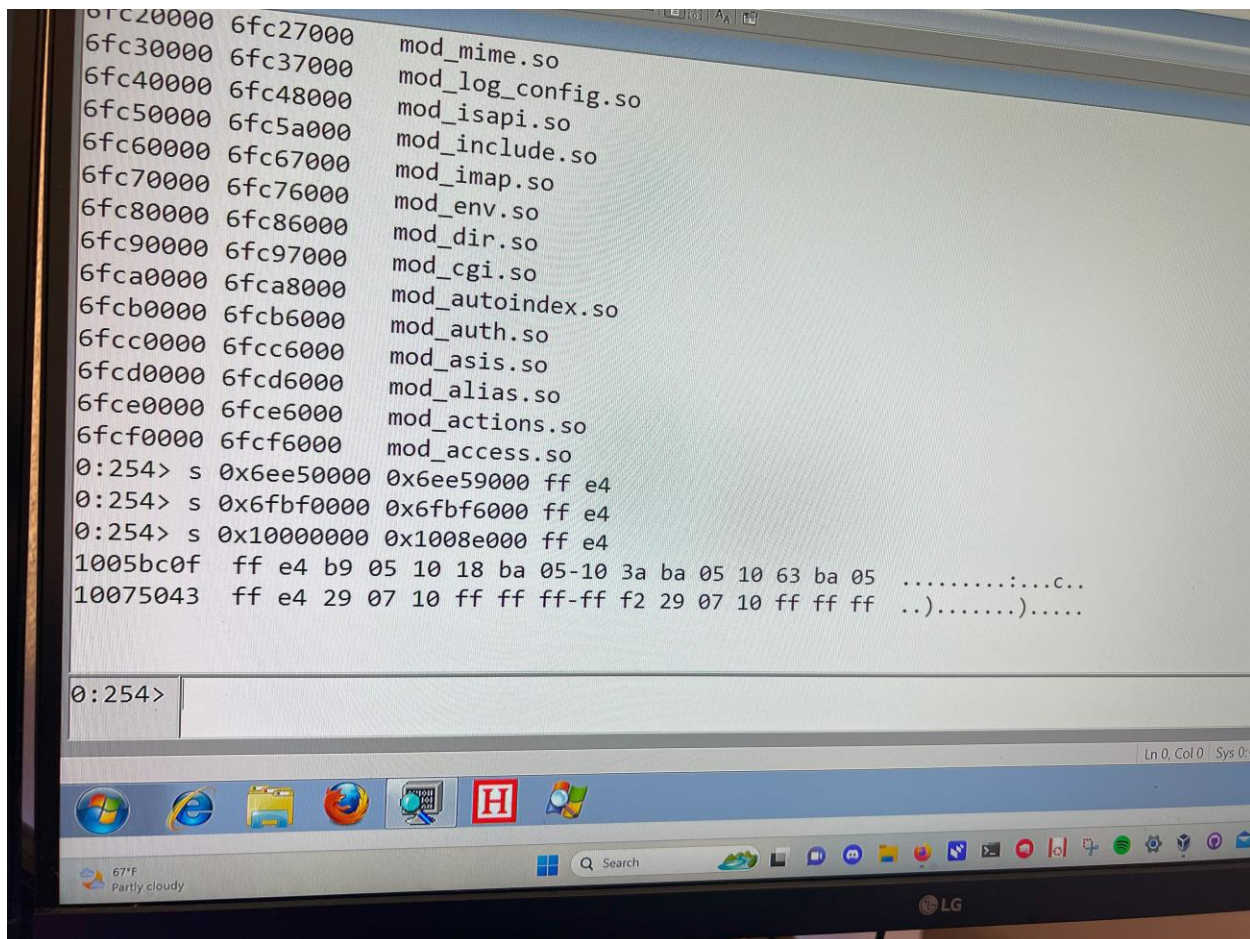 6fc20000 6fc27000 mod_mime.so
6fc30000 6fc37000 mod_log_config.so
6fc40000 6fc48000 mod_isapi.so
6fc50000 6fc5a000 mod_include.so
6fc60000 6fc67000 mod_imap.so
6fc70000 6fc76000 mod_env.so
6fc80000 6fc86000 mod_dir.so
6fc90000 6fc97000 mod_cgi.so
6fca0000 6fca8000 mod_autoindex.so
6fcb0000 6fcb6000 mod_auth.so
6fcc0000 6fcc6000 mod_asis.so
6fcd0000 6fcd6000 mod_alias.so
6fce0000 6fce6000 mod_actions.so
6fcf0000 6fcf6000 mod_access.so
0:254> s 0x6ee50000 0x6ee59000 ff e4
0:254> s 0x6fbf0000 0x6fbf6000 ff e4
0:254> s 0x10000000 0x1008e000 ff e4
1005bc0f ff e4 b9 05 10 18 ba 05-10 3a ba 05 10 63 ba 05 .........:...c..
10075043 ff e4 29 07 10 ff ff ff-ff f2 29 07 10 ff ff ff ..).......).....
0:254>
Ln 0, Col 0 Sys 0:
H
67°F
Partly cloudy
Search
LG